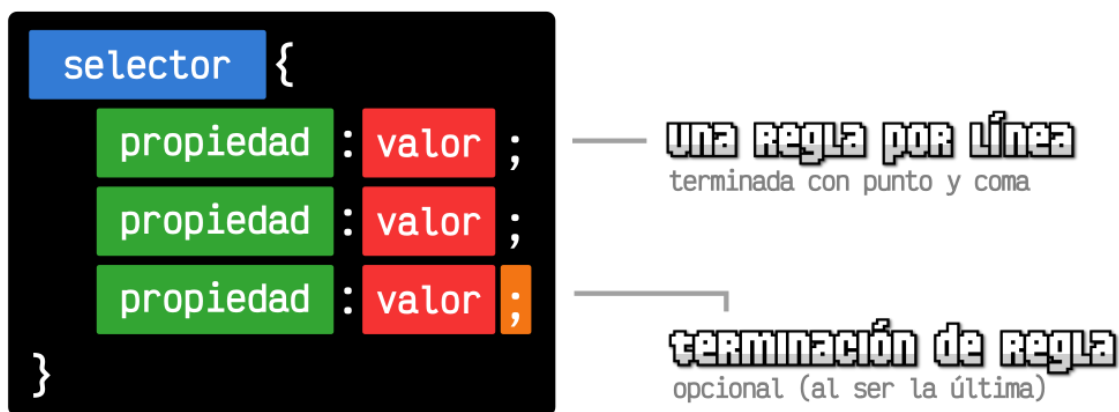 selector {
propiedad : valor ;
propiedad : valor ;
propiedad : valor ;
}
una regla por línea
terminada con punto y coma
terminación de regla
opcional (al ser la última)